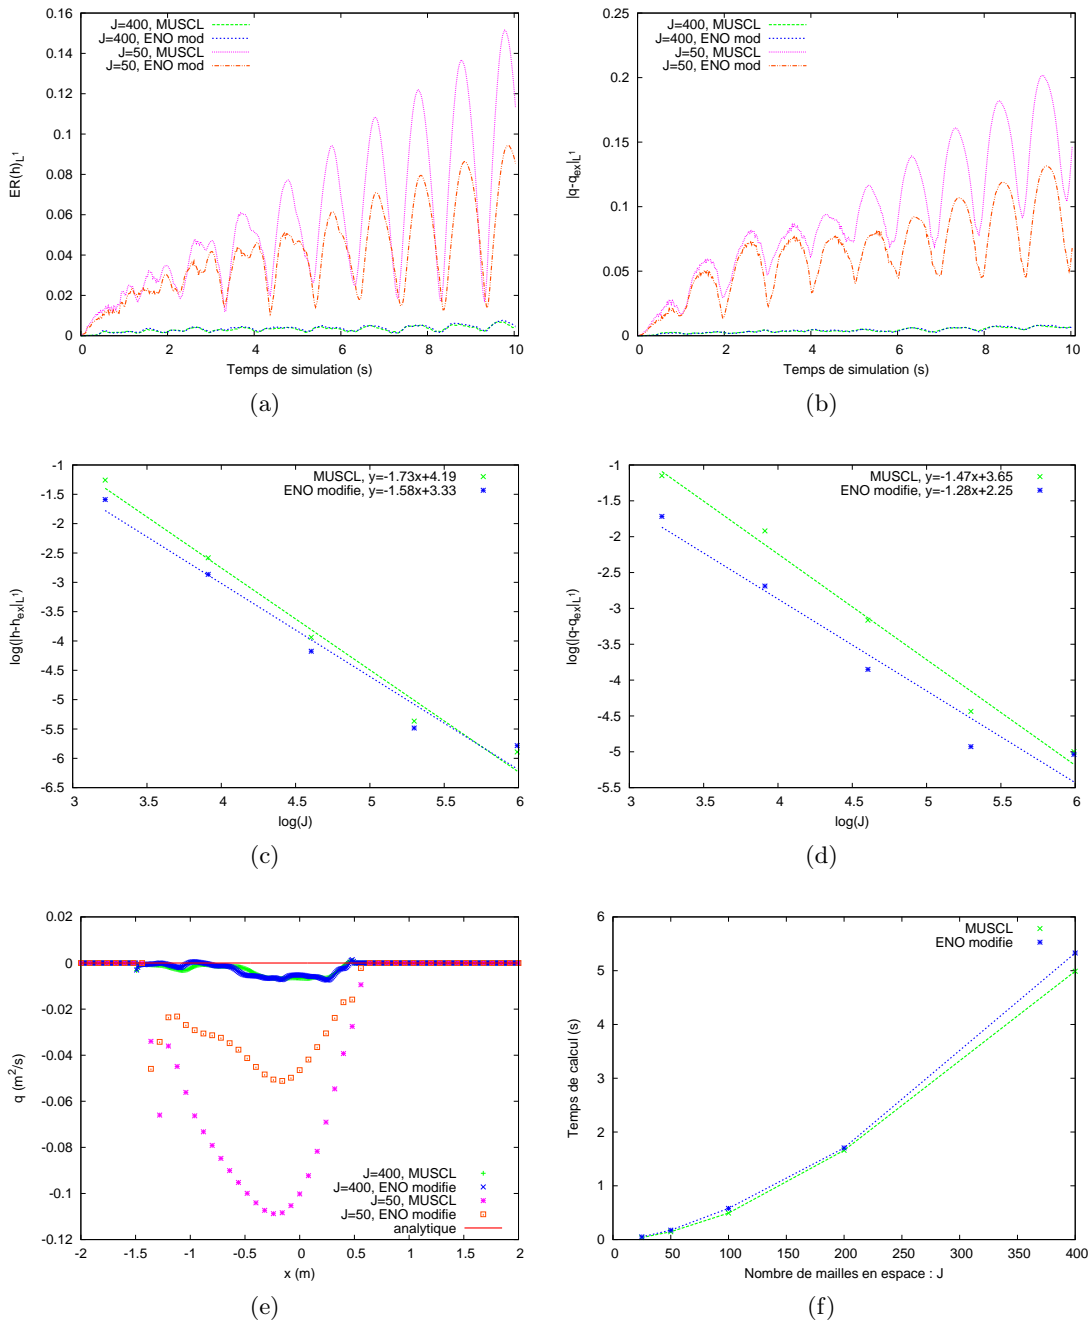 J=400, MUSCL
J=400, ENO mod
J=50, MUSCL
J=50, ENO mod
ER(h)_L¹
0.16
0.14
0.12
0.1
0.08
0.06
0.04
0.02
0
0 2 4 6 8 10
Temps de simulation (s)
(a)
J=400, MUSCL
J=400, ENO mod
J=50, MUSCL
J=50, ENO mod
|q-q_ex|_L¹
0.25
0.2
0.15
0.1
0.05
0
0 2 4 6 8 10
Temps de simulation (s)
(b)
MUSCL, y=-1.73x+4.19
ENO modifie, y=-1.58x+3.33
log(|h-h_ex|_L¹)
-1
-1.5
-2
-2.5
-3
-3.5
-4
-4.5
-5
-5.5
-6
-6.5
3 3.5 4 4.5 5 5.5 6
log(J)
(c)
MUSCL, y=-1.47x+3.65
ENO modifie, y=-1.28x+2.25
log(|q-q_ex|_L¹)
-1
-1.5
-2
-2.5
-3
-3.5
-4
-4.5
-5
-5.5
3 3.5 4 4.5 5 5.5 6
log(J)
(d)
q (m²/s)
0.02
0
-0.02
-0.04
-0.06
-0.08
-0.1
-0.12
J=400, MUSCL
J=400, ENO modifie
J=50, MUSCL
J=50, ENO modifie
analytique
-2 -1.5 -1 -0.5 0 0.5 1 1.5 2
x (m)
(e)
MUSCL
ENO modifie
Temps de calcul (s)
6
5
4
3
2
1
0
0 50 100 150 200 250 300 350 400
Nombre de mailles en espace : J
(f)